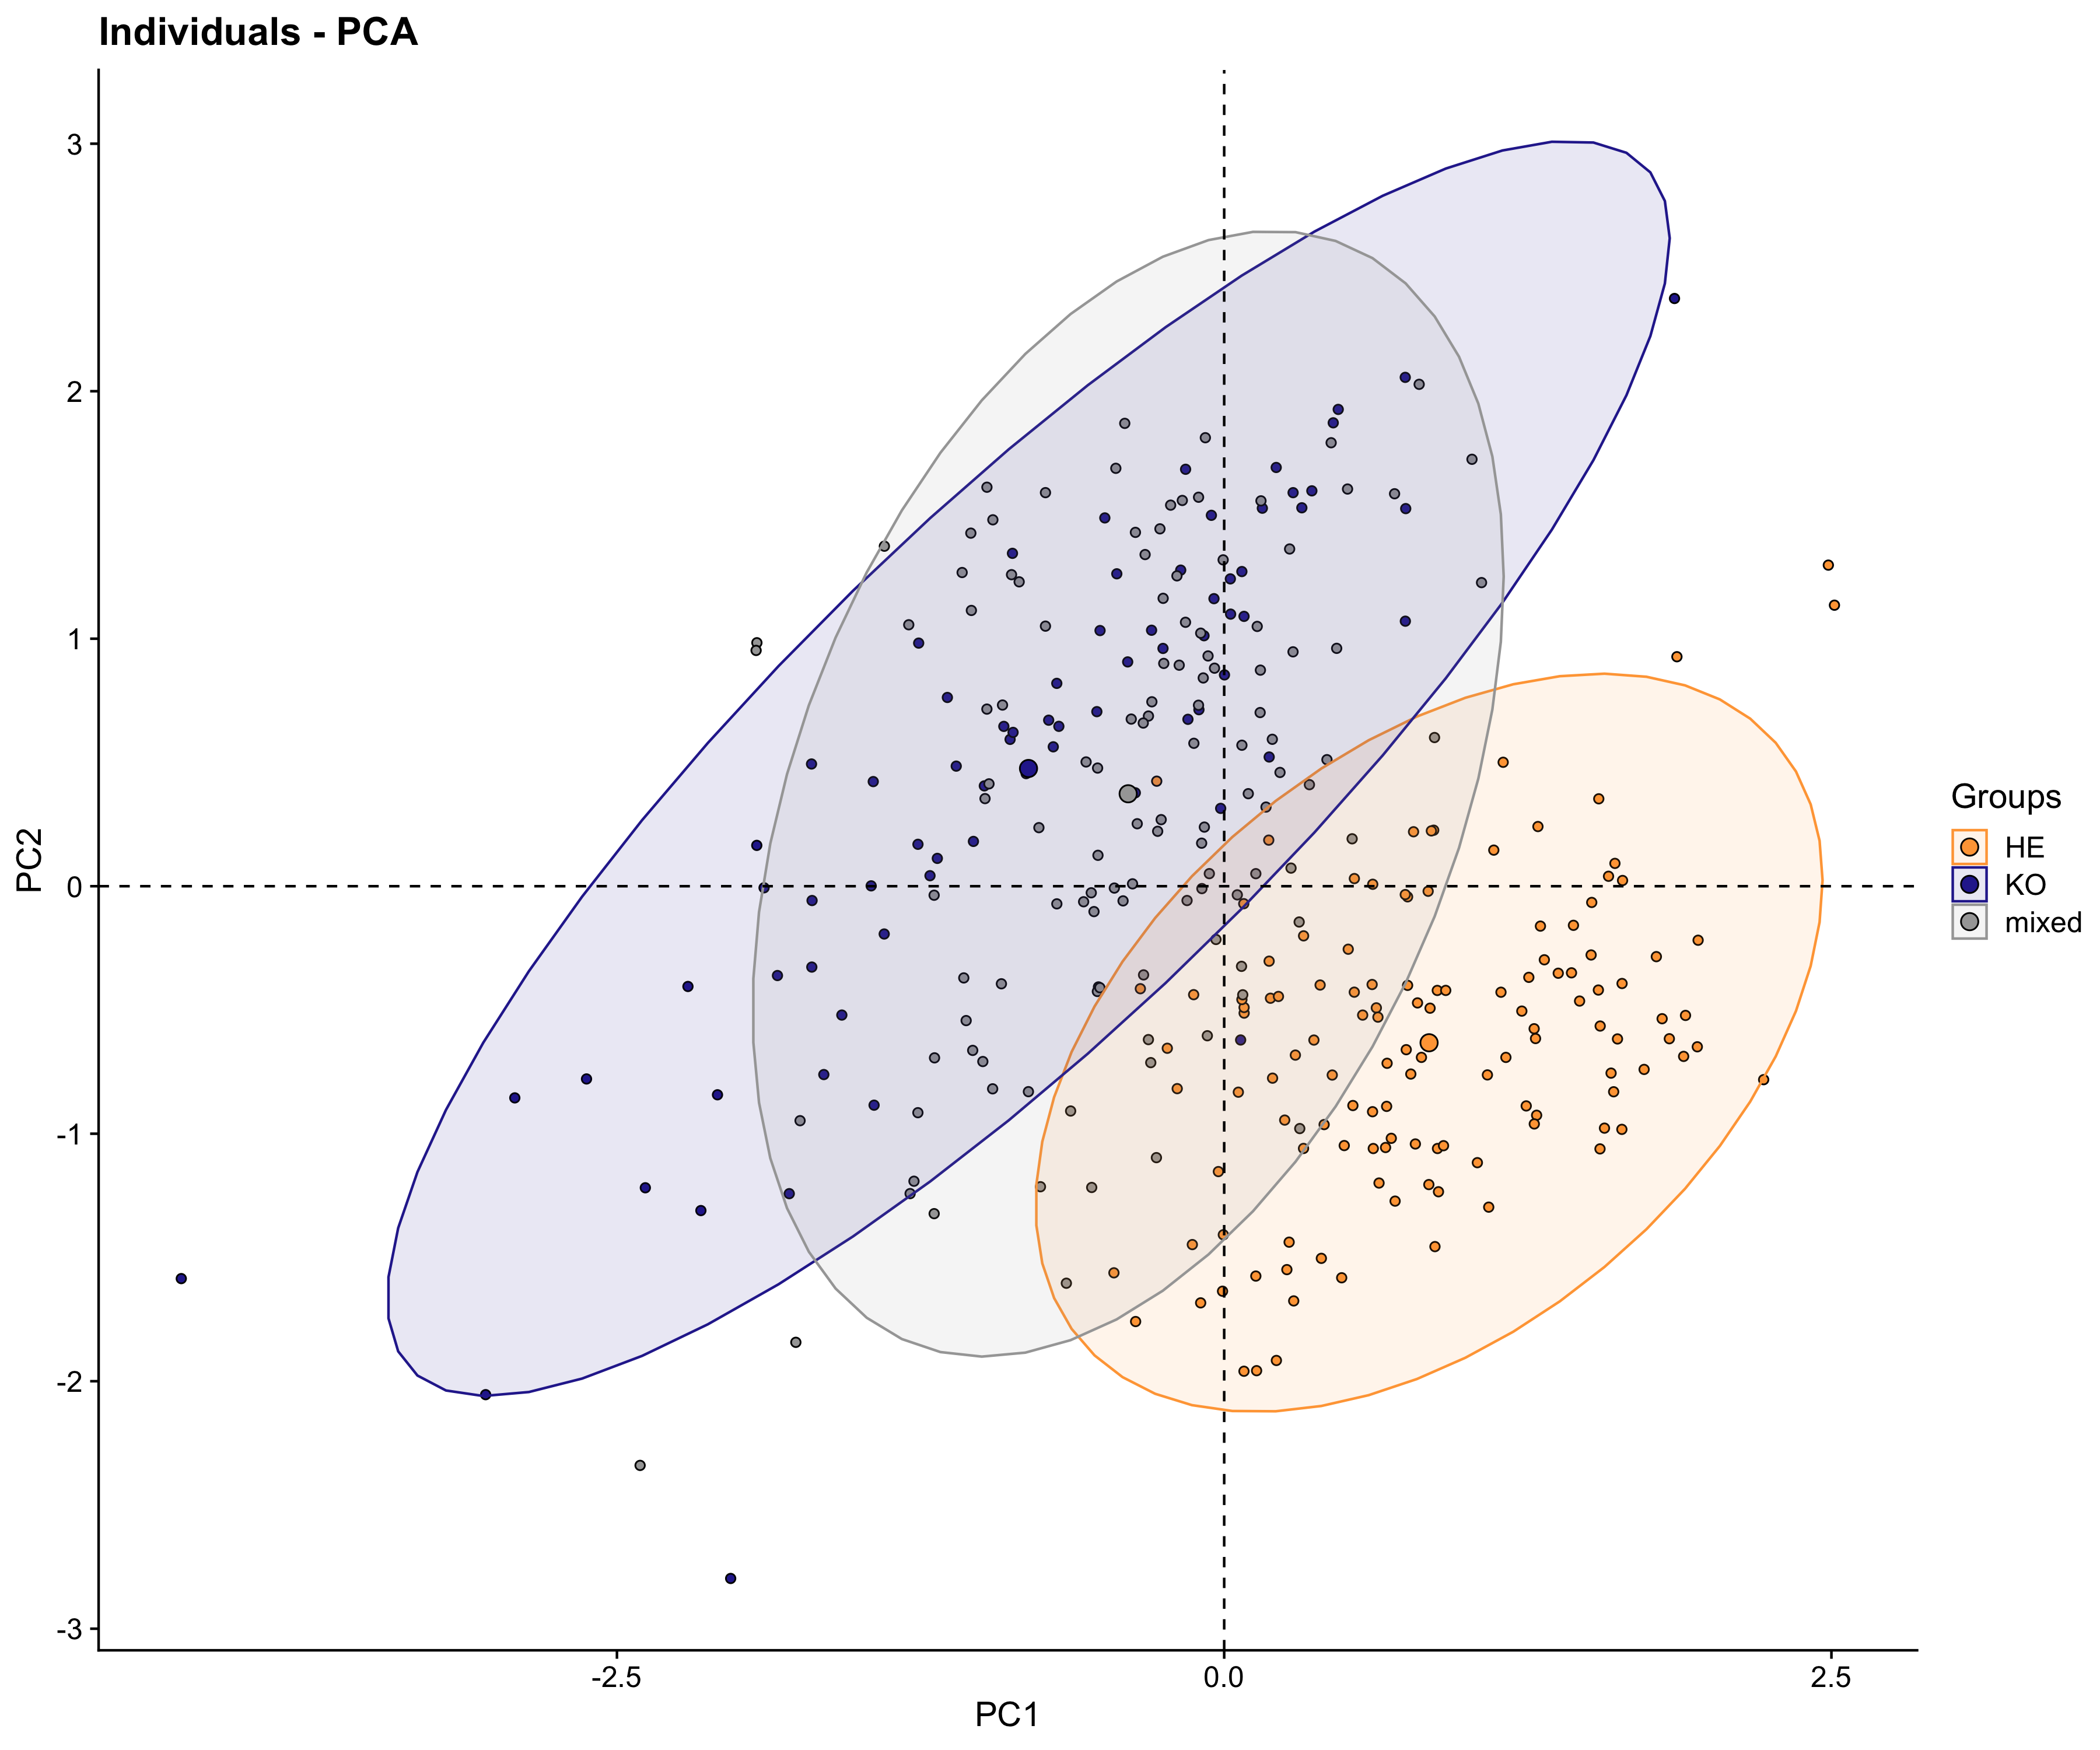 Individuals - PCA
3
2
1
0
-1
-2
-3
PC2
-2.5
0.0
2.5
PC1
Groups
HE
KO
mixed